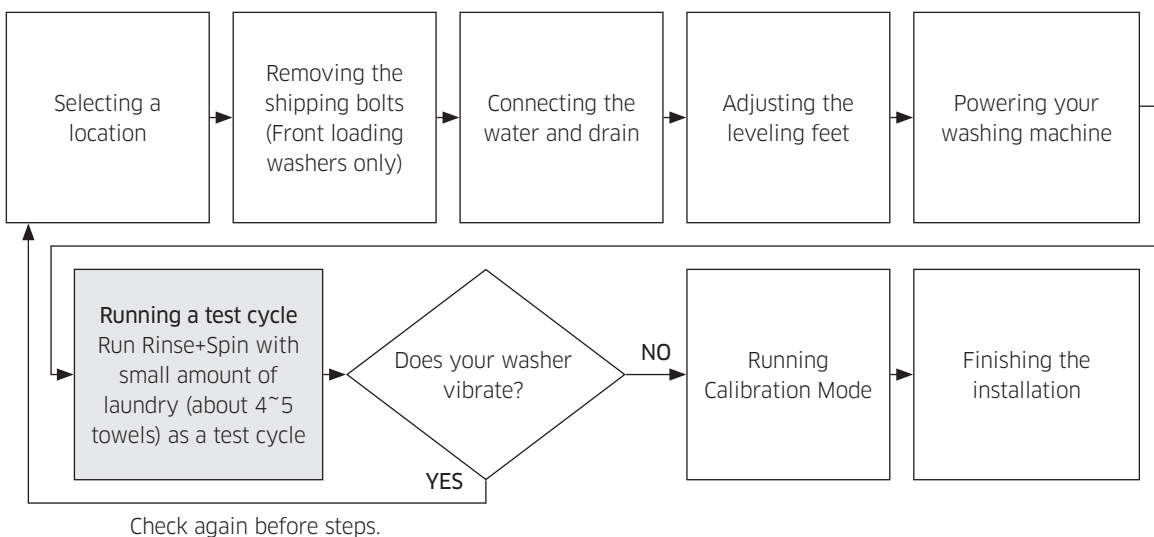 Selecting a
location
Removing the
shipping bolts
(Front loading
washers only)
Connecting the
water and drain
Adjusting the
leveling feet
Powering your
washing machine
Running a test cycle
Run Rinse+Spin with
small amount of
laundry (about 4~5
towels) as a test cycle
Does your washer
vibrate?
NO
YES
Running
Calibration Mode
Finishing the
installation
Check again before steps.